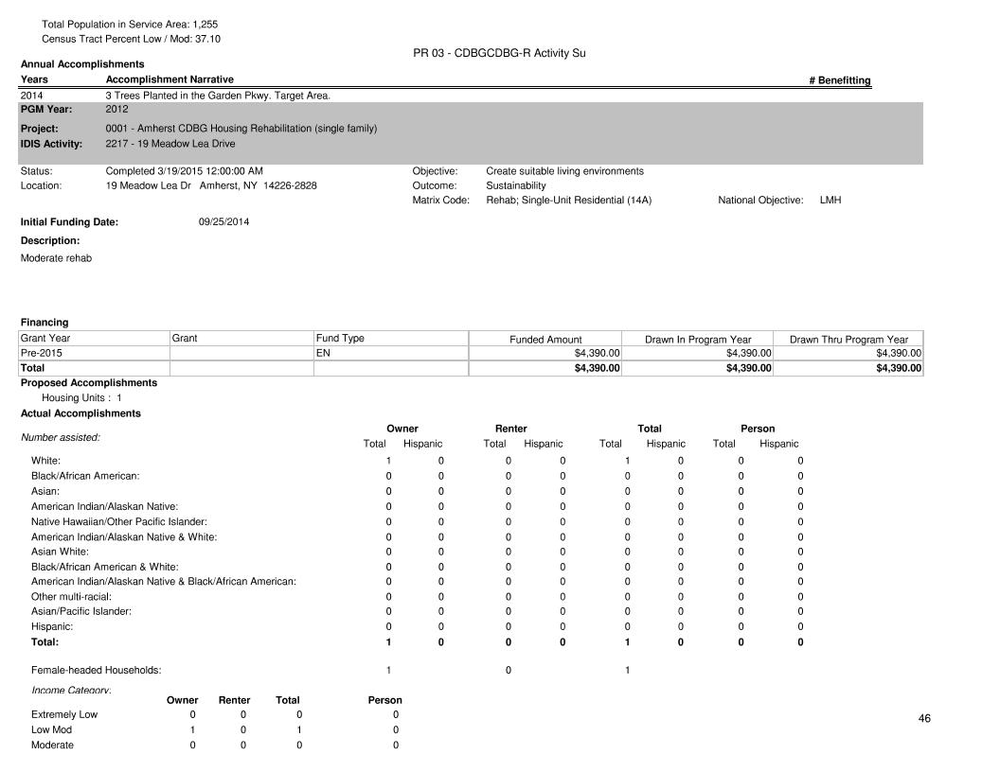 Total Population in Service Area: 1,255
Census Tract Percent Low / Mod: 37.10
PR 03 - CDBGCDBG-R Activity Su
Annual Accomplishments
Years Accomplishment Narrative # Benefitting
2014 3 Trees Planted in the Garden Pkwy. Target Area.
PGM Year: 2012
Project: 0001 - Amherst CDBG Housing Rehabilitation (single family)
IDIS Activity: 2217 - 19 Meadow Lea Drive
Status: Completed 3/19/2015 12:00:00 AM Objective: Create suitable living environments
Location: 19 Meadow Lea Dr Amherst, NY 14226-2828 Outcome: Sustainability
Matrix Code: Rehab; Single-Unit Residential (14A) National Objective: LMH
Initial Funding Date: 09/25/2014
Description:
Moderate rehab
Financing
Grant Year Grant Fund Type Funded Amount Drawn In Program Year Drawn Thru Program Year
Pre-2015 EN $4,390.00 $4,390.00 $4,390.00
Total $4,390.00 $4,390.00 $4,390.00
Proposed Accomplishments
Housing Units : 1
Actual Accomplishments
Number assisted: Owner Renter Total Person
Total Hispanic Total Hispanic Total Hispanic Total Hispanic
White: 1 0 0 0 1 0 0 0
Black/African American: 0 0 0 0 0 0 0 0
Asian: 0 0 0 0 0 0 0 0
American Indian/Alaskan Native: 0 0 0 0 0 0 0 0
Native Hawaiian/Other Pacific Islander: 0 0 0 0 0 0 0 0
American Indian/Alaskan Native & White: 0 0 0 0 0 0 0 0
Asian White: 0 0 0 0 0 0 0 0
Black/African American & White: 0 0 0 0 0 0 0 0
American Indian/Alaskan Native & Black/African American: 0 0 0 0 0 0 0 0
Other multi-racial: 0 0 0 0 0 0 0 0
Asian/Pacific Islander: 0 0 0 0 0 0 0 0
Hispanic: 0 0 0 0 0 0 0 0
Total: 1 0 0 0 1 0 0 0
Female-headed Households: 1 0 1
Income Category:
Owner Renter Total Person
Extremely Low 0 0 0 0
Low Mod 1 0 1 0
Moderate 0 0 0 0
46